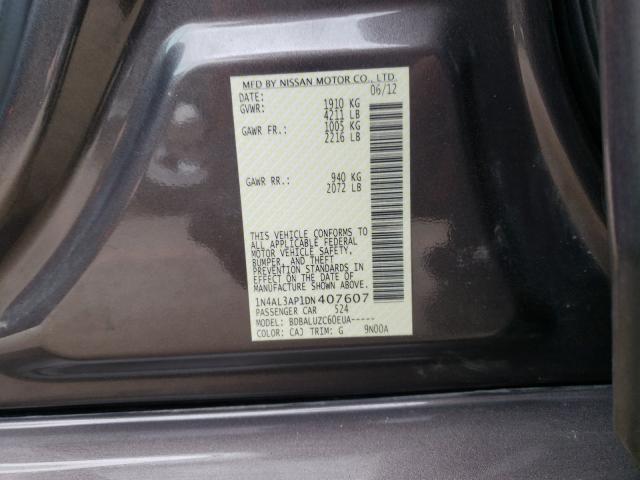 MFD BY NISSAN MOTOR CO., LTD.
DATE: 06/12
GVWR: 1910 KG
4211 LB
GAWR FR.: 1005 KG
2216 LB
GAWR RR.: 940 KG
2072 LB
THIS VEHICLE CONFORMS TO
ALL APPLICABLE FEDERAL
MOTOR VEHICLE SAFETY,
BUMPER, AND THEFT
PREVENTION STANDARDS IN
EFFECT ON THE DATE OF
MANUFACTURE SHOWN ABOVE.
1N4AL3AP1DN407607
PASSENGER CAR 524
MODEL: BDBALUZC60EUA-----
COLOR: CAJ TRIM: G 9N00A